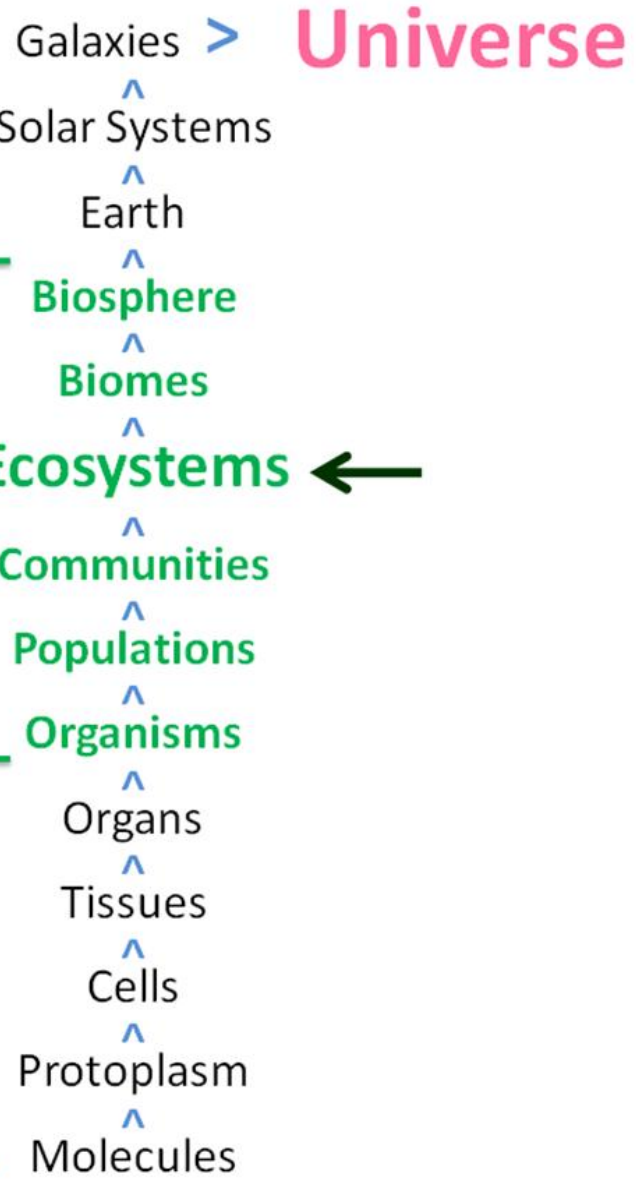 Galaxies > Universe
^
Solar Systems
^
Earth
^
Biosphere
^
Biomes
^
Ecosystems
^
Communities
^
Populations
^
Organisms
^
Organs
^
Tissues
^
Cells
^
Protoplasm
^
Molecules